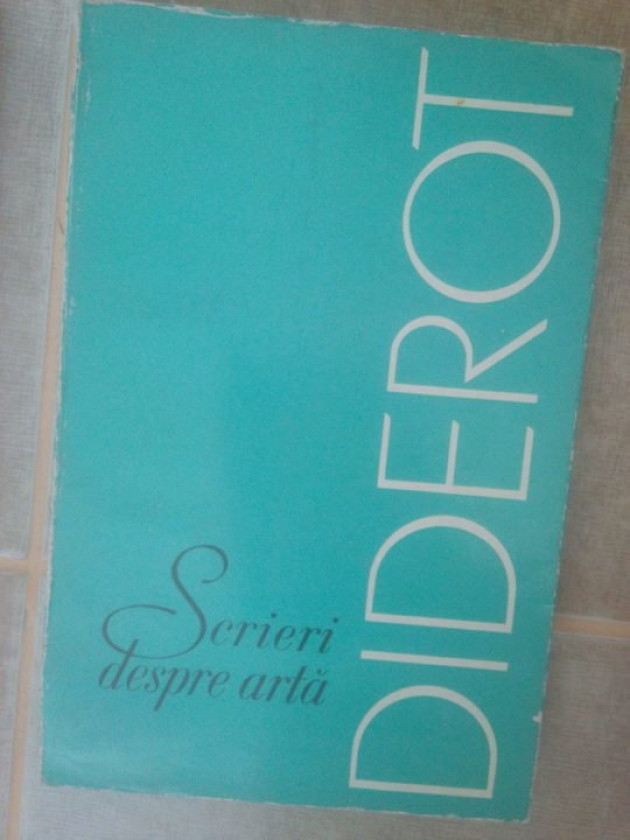 DIDEROT
Scrieri
despre artă